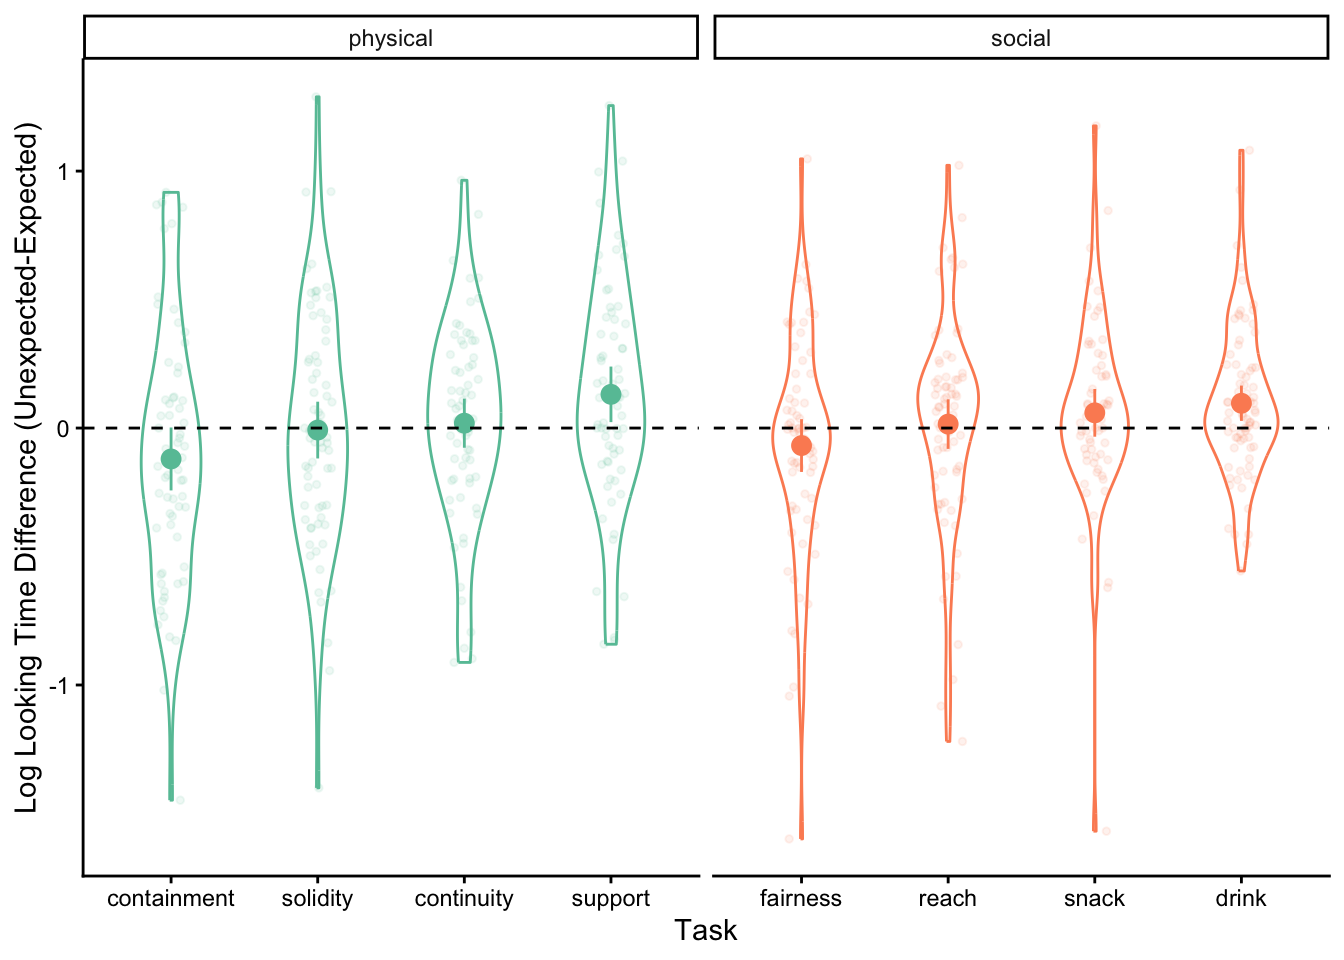 physical
social
Log Looking Time Difference (Unexpected-Expected)
1
0
-1
containment
solidity
continuity
support
fairness
reach
snack
drink
Task